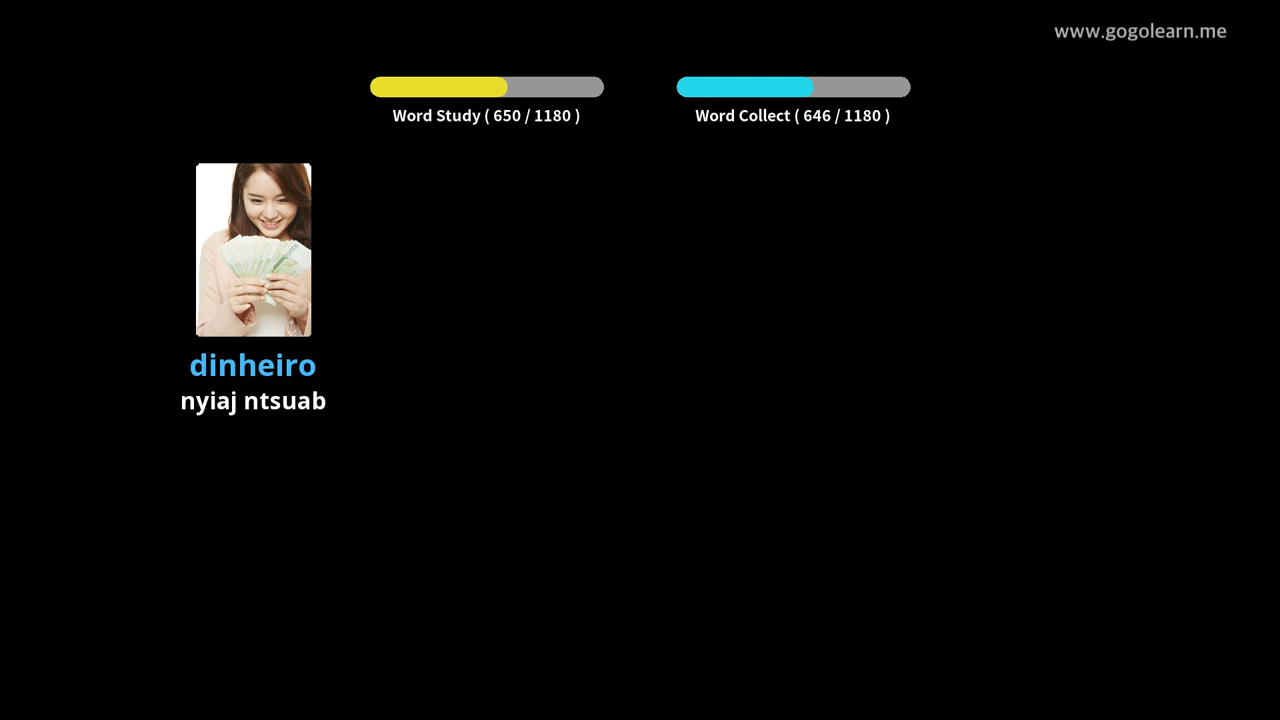 www.gogolearn.me
Word Study ( 650 / 1180 )
Word Collect ( 646 / 1180 )
dinheiro
nyiaj ntsuab